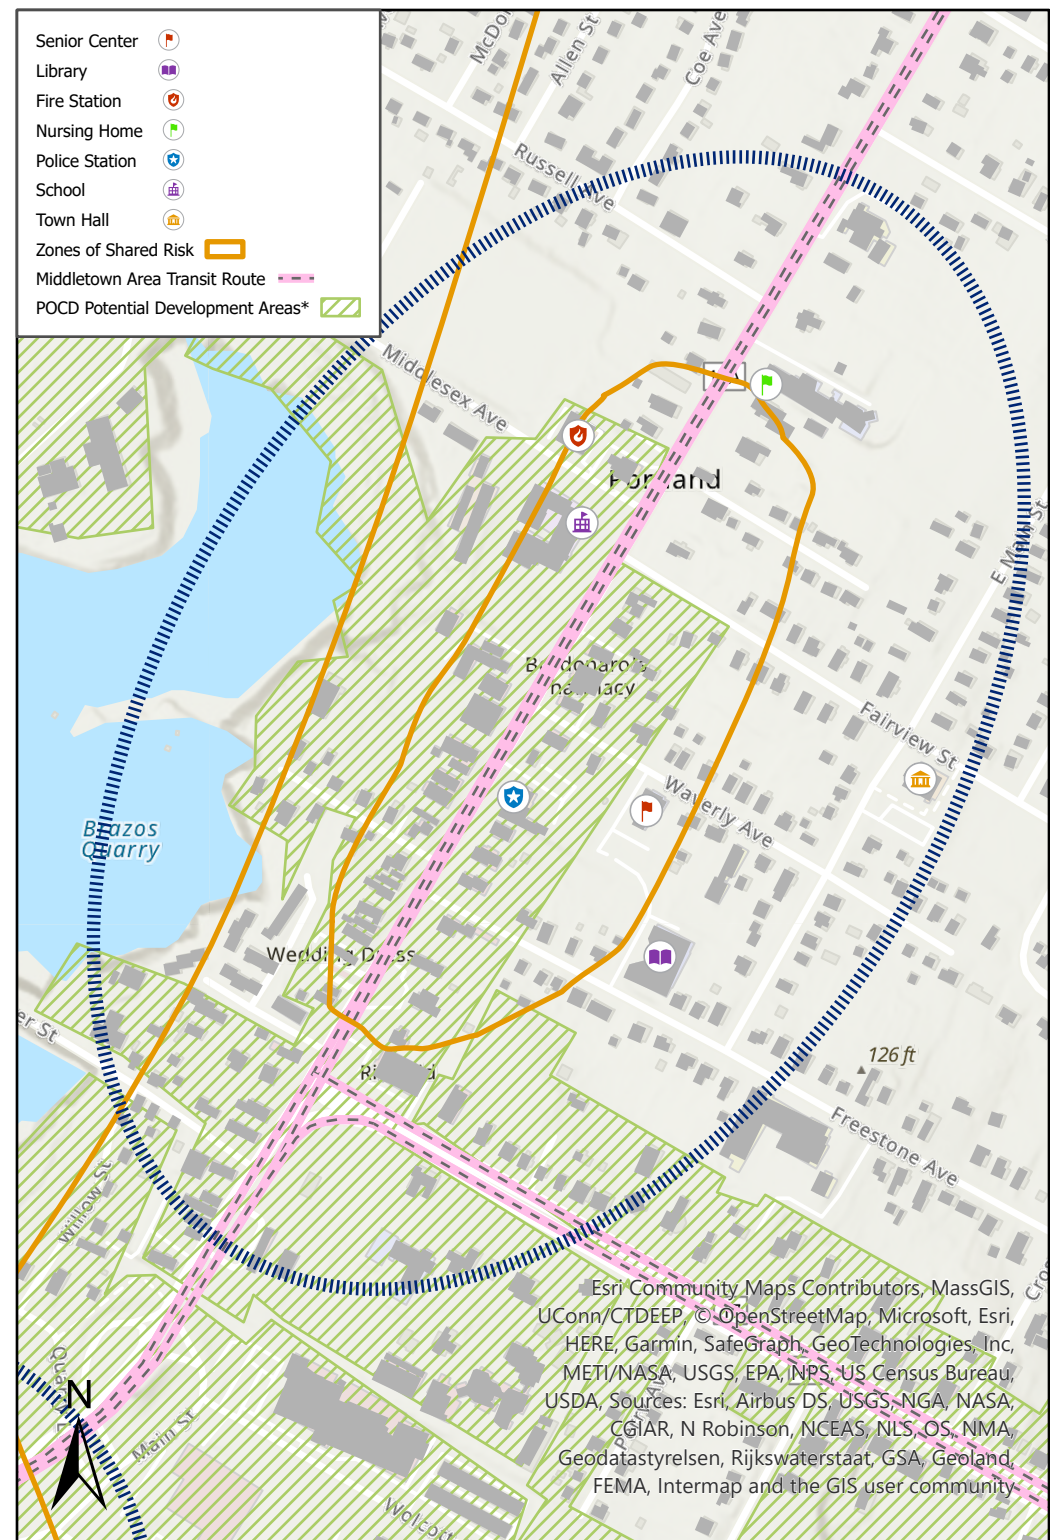 Senior Center
Library
Fire Station
Nursing Home
Police Station
School
Town Hall
Zones of Shared Risk
Middletown Area Transit Route
POCD Potential Development Areas*
Allen St
Coe Ave
Russell Ave
Middlesex Ave
Portland
E Main St
Fairview St
Waverly Ave
Brazos
Quarry
126 ft
Freestone Ave
Willow St
Main St
N
Esri Community Maps Contributors, MassGIS,
UConn/CTDEEP, © OpenStreetMap, Microsoft, Esri,
HERE, Garmin, SafeGraph, GeoTechnologies, Inc,
METI/NASA, USGS, EPA, NPS, US Census Bureau,
USDA, Sources: Esri, Airbus DS, USGS, NGA, NASA,
CGIAR, N Robinson, NCEAS, NLS, OS, NMA,
Geodatastyrelsen, Rijkswaterstaat, GSA, Geoland,
FEMA, Intermap and the GIS user community